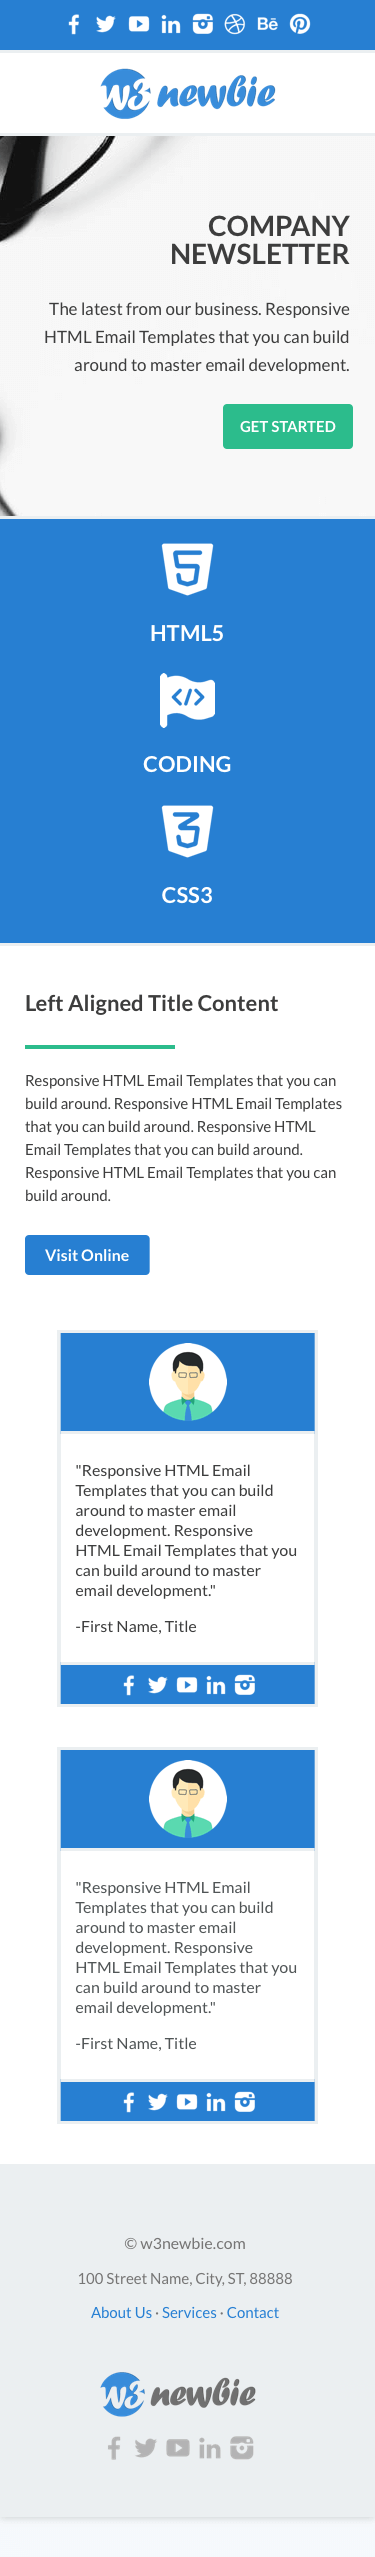 Bē
w3 newbie
COMPANY
NEWSLETTER
The latest from our business. Responsive
HTML Email Templates that you can build
around to master email development.
GET STARTED
HTML5
</>
CODING
CSS3
Left Aligned Title Content
Responsive HTML Email Templates that you can
build around. Responsive HTML Email Templates
that you can build around. Responsive HTML
Email Templates that you can build around.
Responsive HTML Email Templates that you can
build around.
Visit Online
"Responsive HTML Email
Templates that you can build
around to master email
development. Responsive
HTML Email Templates that you
can build around to master
email development."
-First Name, Title
"Responsive HTML Email
Templates that you can build
around to master email
development. Responsive
HTML Email Templates that you
can build around to master
email development."
-First Name, Title
© w3newbie.com
100 Street Name, City, ST, 88888
About Us · Services · Contact
w3 newbie